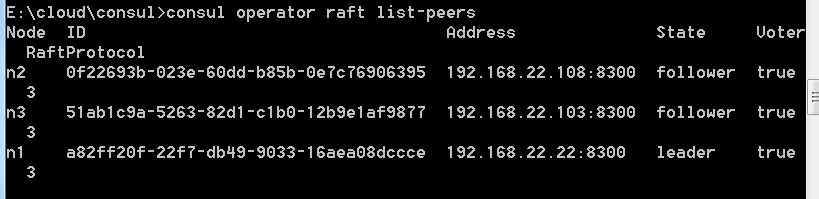 E:\cloud\consul>consul operator raft list-peers
Node ID Address State Voter
RaftProtocol
n2 0f22693b-023e-60dd-b85b-0e7c76906395 192.168.22.108:8300 follower true
3
n3 51ab1c9a-5263-82d1-c1b0-12b9e1af9877 192.168.22.103:8300 follower true
3
n1 a82ff20f-22f7-db49-9033-16aea08dccce 192.168.22.22:8300 leader true
3